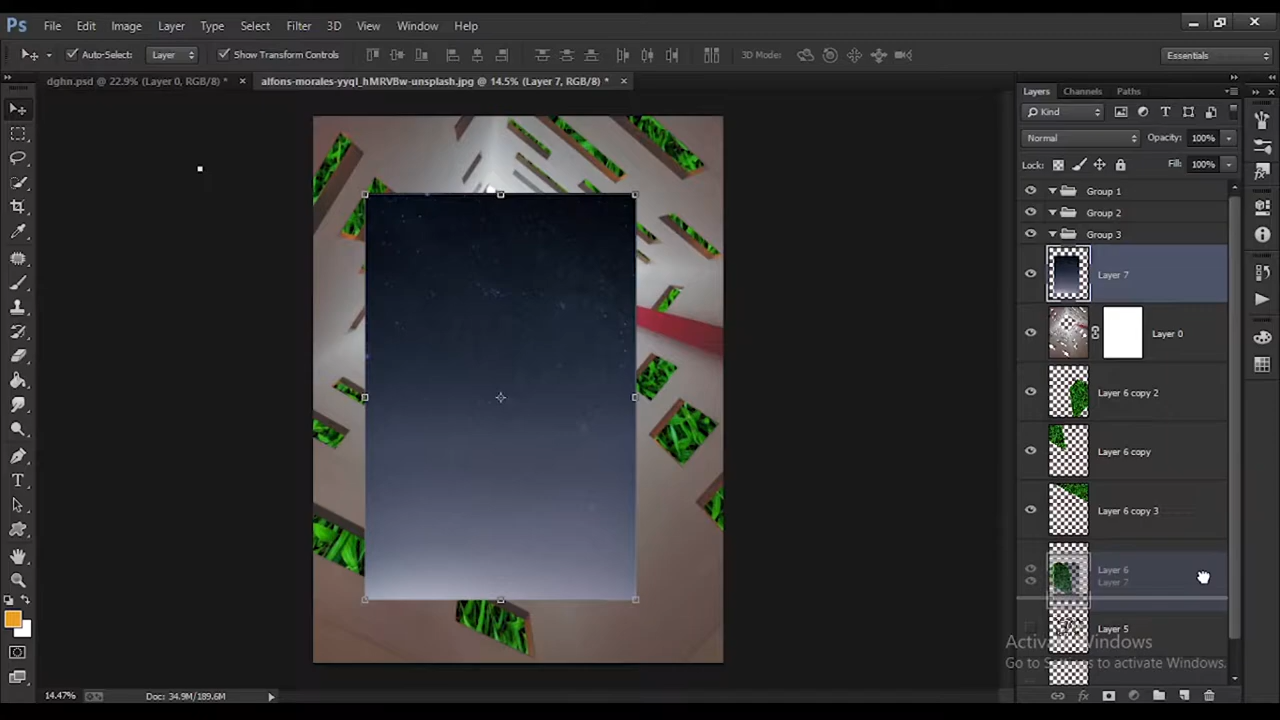 Ps File Edit Image Layer Type Select Filter 3D View Window Help
Auto-Select: Layer Show Transform Controls 3D Mode: Essentials
dghn.psd @ 22.9% (Layer 0, RGB/8) * × alfons-morales-yyql_hMRVBw-unsplash.jpg @ 14.5% (Layer 7, RGB/8) * ×
Layers Channels Paths
Kind
Normal Opacity: 100%
Lock: Fill: 100%
Group 1
Group 2
Group 3
Layer 7
Layer 0
Layer 6 copy 2
Layer 6 copy
Layer 6 copy 3
Layer 6
Layer 7
Layer 5
Activate Windows
Go to Settings to activate Windows.
14.47% Doc: 34.9M/189.6M